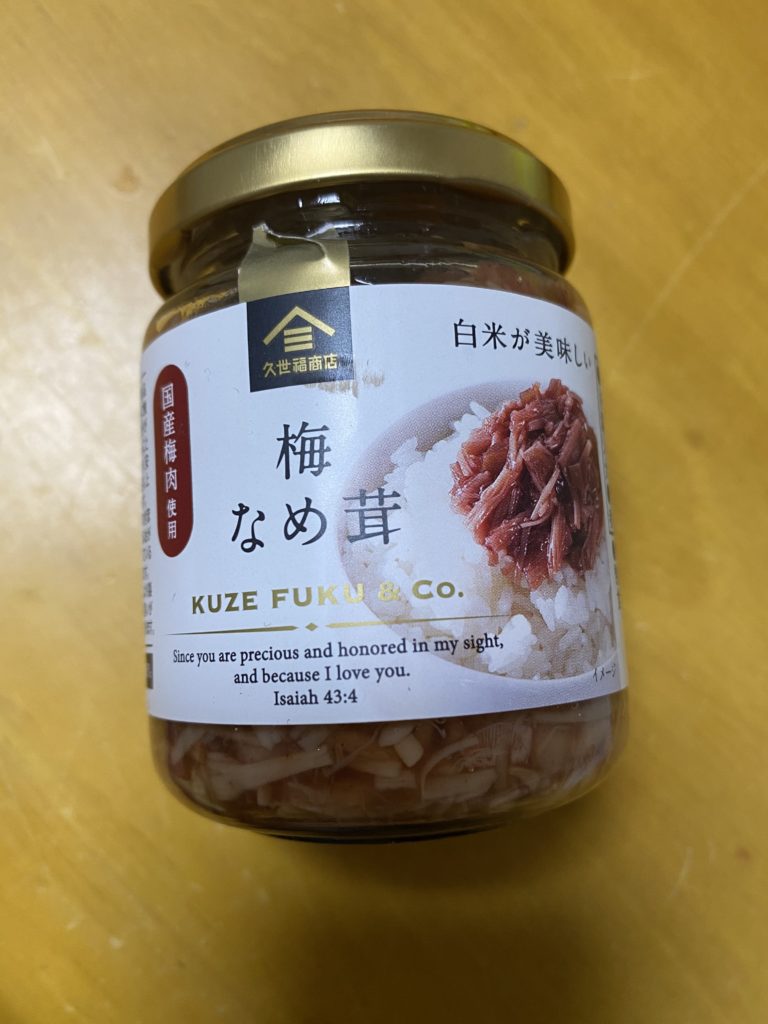 久世福商店
白米が美味しい
国産梅肉使用
梅
なめ茸
KUZE FUKU & Co.
Since you are precious and honored in my sight,
and because I love you.
Isaiah 43:4
イメージ